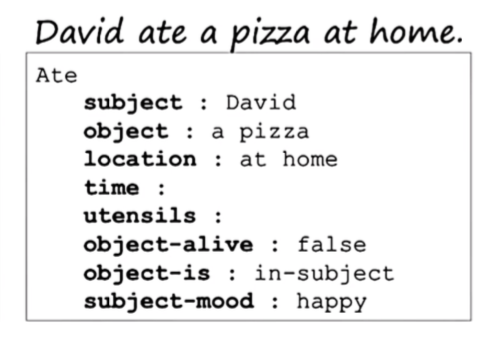 David ate a pizza at home.
Ate
subject : David
object : a pizza
location : at home
time :
utensils :
object-alive : false
object-is : in-subject
subject-mood : happy